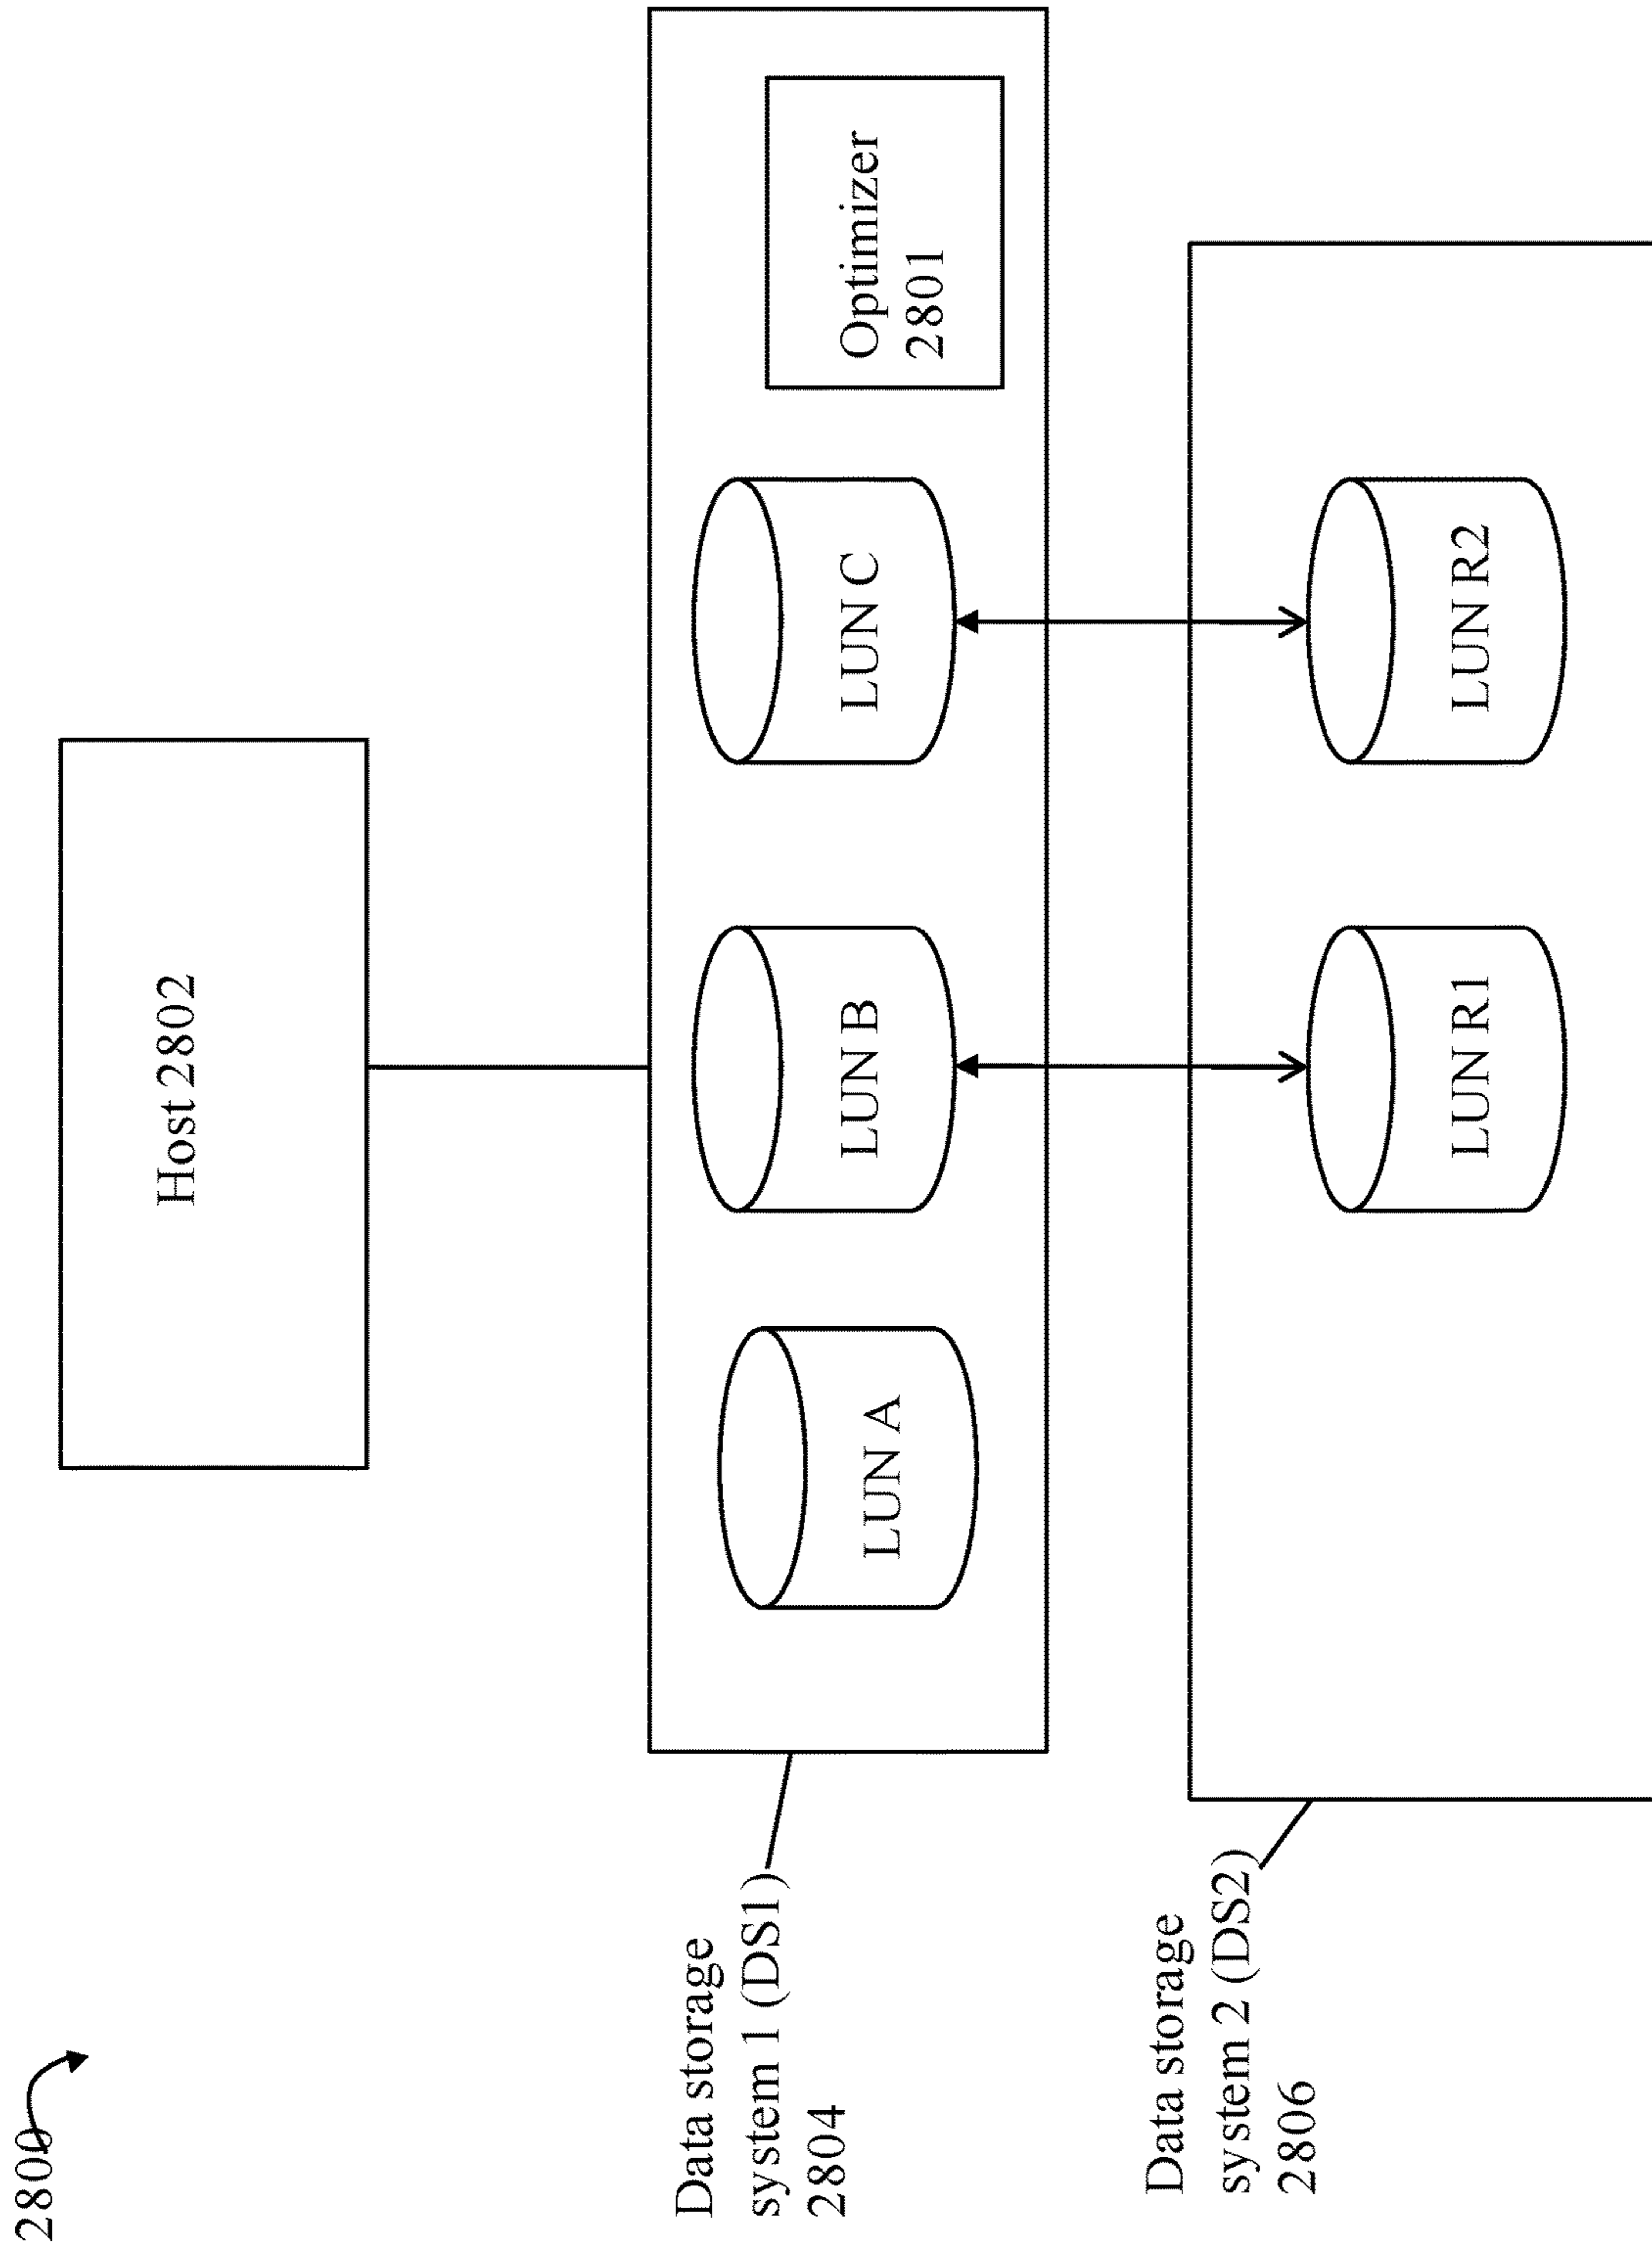 2800
Host 2802
Data storage
system 1 (DS1)
2804
LUN A
LUN B
LUN C
Optimizer
2801
Data storage
system 2 (DS2)
2806
LUN R1
LUN R2